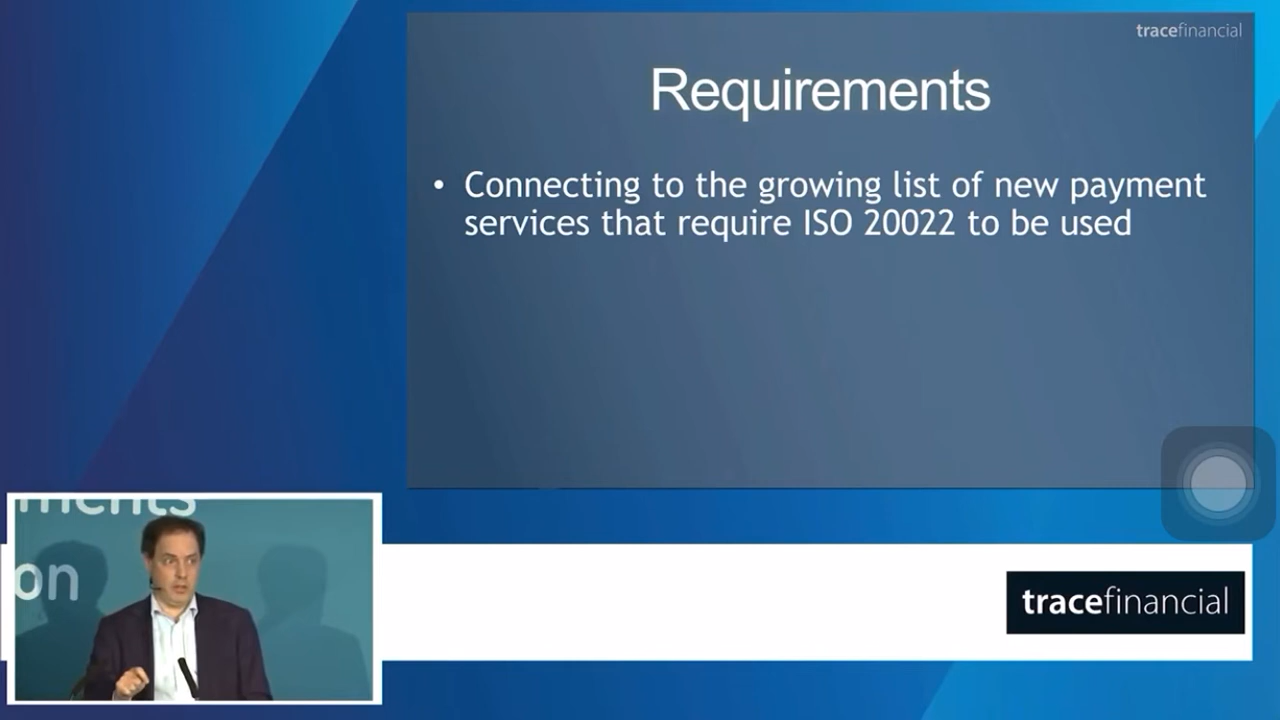 tracefinancial
Requirements
• Connecting to the growing list of new payment
services that require ISO 20022 to be used
ments
on
tracefinancial